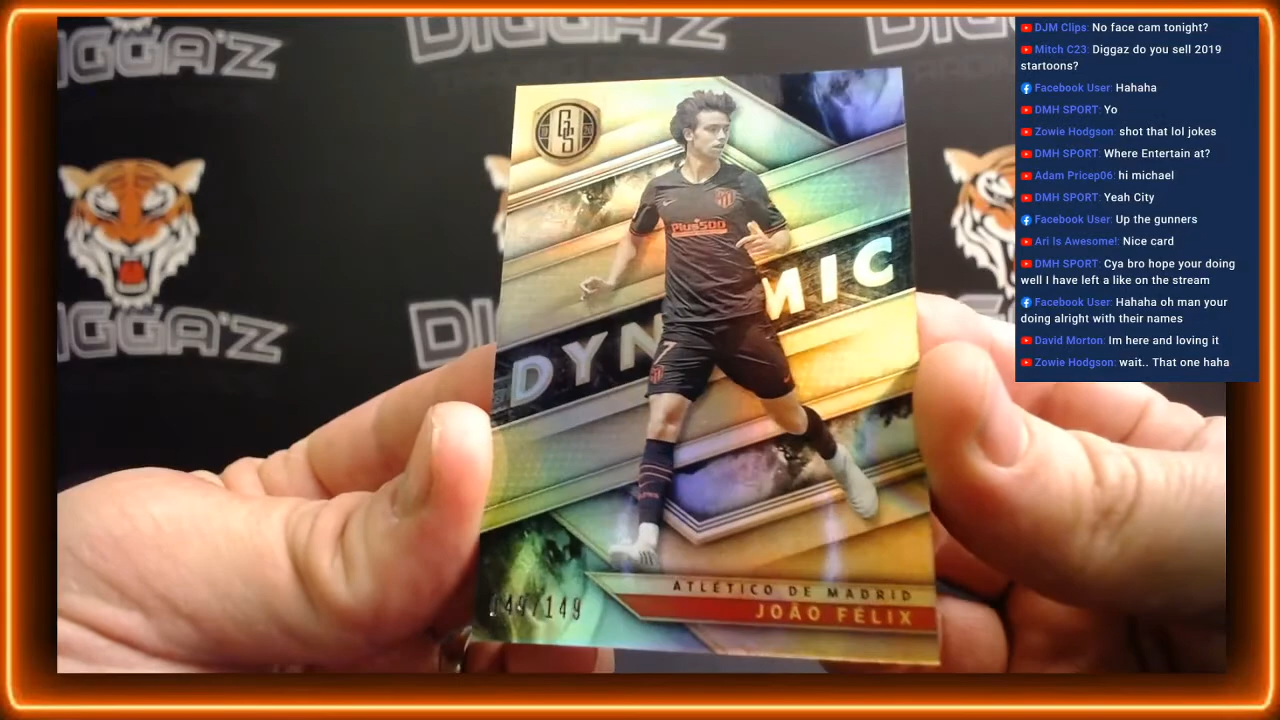 DIGGA'Z
DIGGA'Z
DIGGA'Z
DIGGA'Z
GS
Plus500
DYN MIC
7
ATLÉTICO DE MADRID
JOÃO FÉLIX
/149
DJM Clips: No face cam tonight?
Mitch C23: Diggaz do you sell 2019
startoons?
Facebook User: Hahaha
DMH SPORT: Yo
Zowie Hodgson: shot that lol jokes
DMH SPORT: Where Entertain at?
Adam Pricep06: hi michael
DMH SPORT: Yeah City
Facebook User: Up the gunners
Ari Is Awesome!: Nice card
DMH SPORT: Cya bro hope your doing
well I have left a like on the stream
Facebook User: Hahaha oh man your
doing alright with their names
David Morton: Im here and loving it
Zowie Hodgson: wait.. That one haha